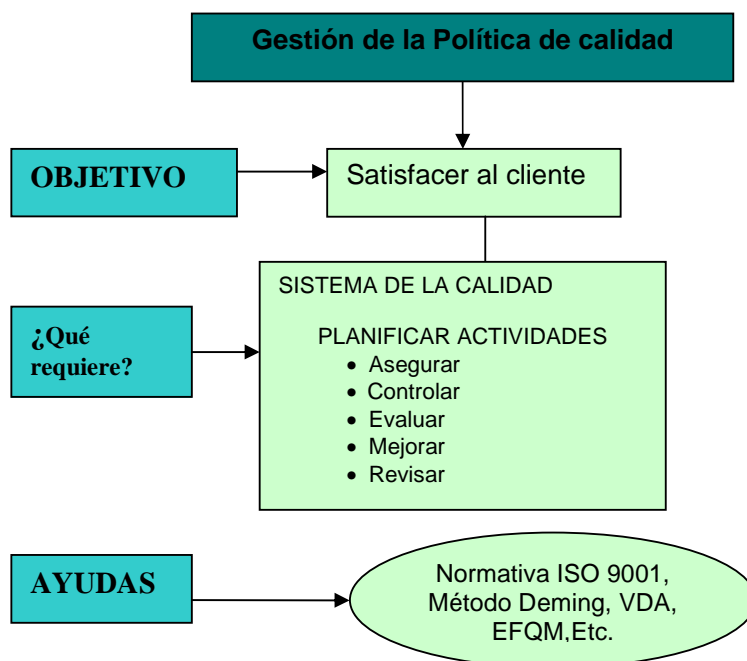 Gestión de la Política de calidad
OBJETIVO
Satisfacer al cliente
¿Qué
requiere?
SISTEMA DE LA CALIDAD
PLANIFICAR ACTIVIDADES
• Asegurar
• Controlar
• Evaluar
• Mejorar
• Revisar
AYUDAS
Normativa ISO 9001,
Método Deming, VDA,
EFQM,Etc.